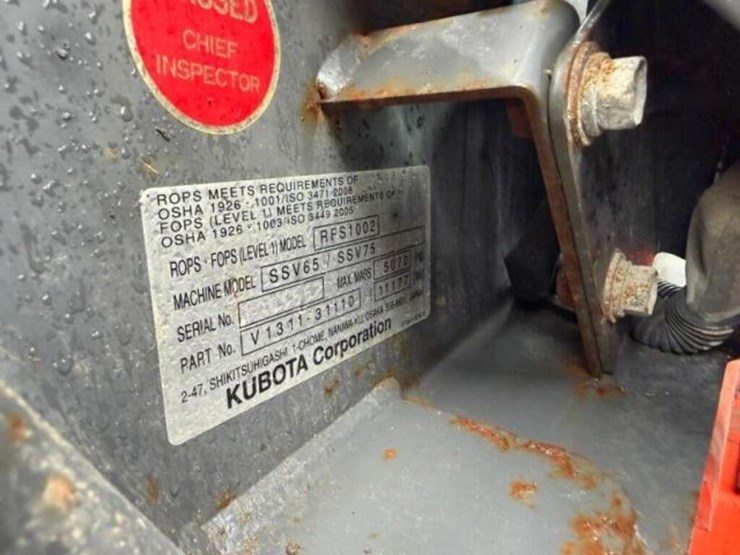 CHIEF
INSPECTOR
ROPS MEETS REQUIREMENTS OF
OSHA 1926 · 1001/ISO 3471 2008
FOPS (LEVEL 1) MEETS REQUIREMENTS OF
OSHA 1926 · 1003/ISO 3449 2005
ROPS · FOPS (LEVEL 1) MODEL RFS1002
MACHINE MODEL SSV65 / SSV75
SERIAL No. MAX MASS
PART No. V1311-31110
2-47, SHIKITSUHIGASHI 1-CHOME, NANIWA-KU, OSAKA
KUBOTA Corporation